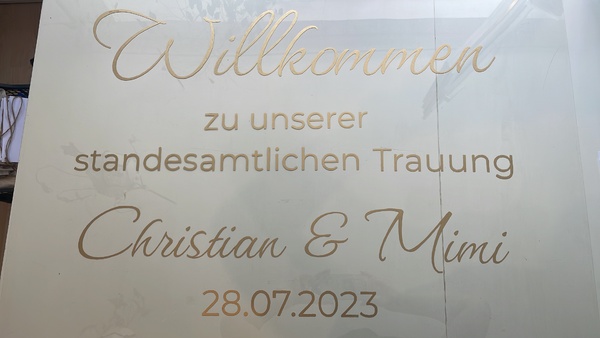 Willkommen
zu unserer
standesamtlichen Trauung
Christian & Mimi
28.07.2023